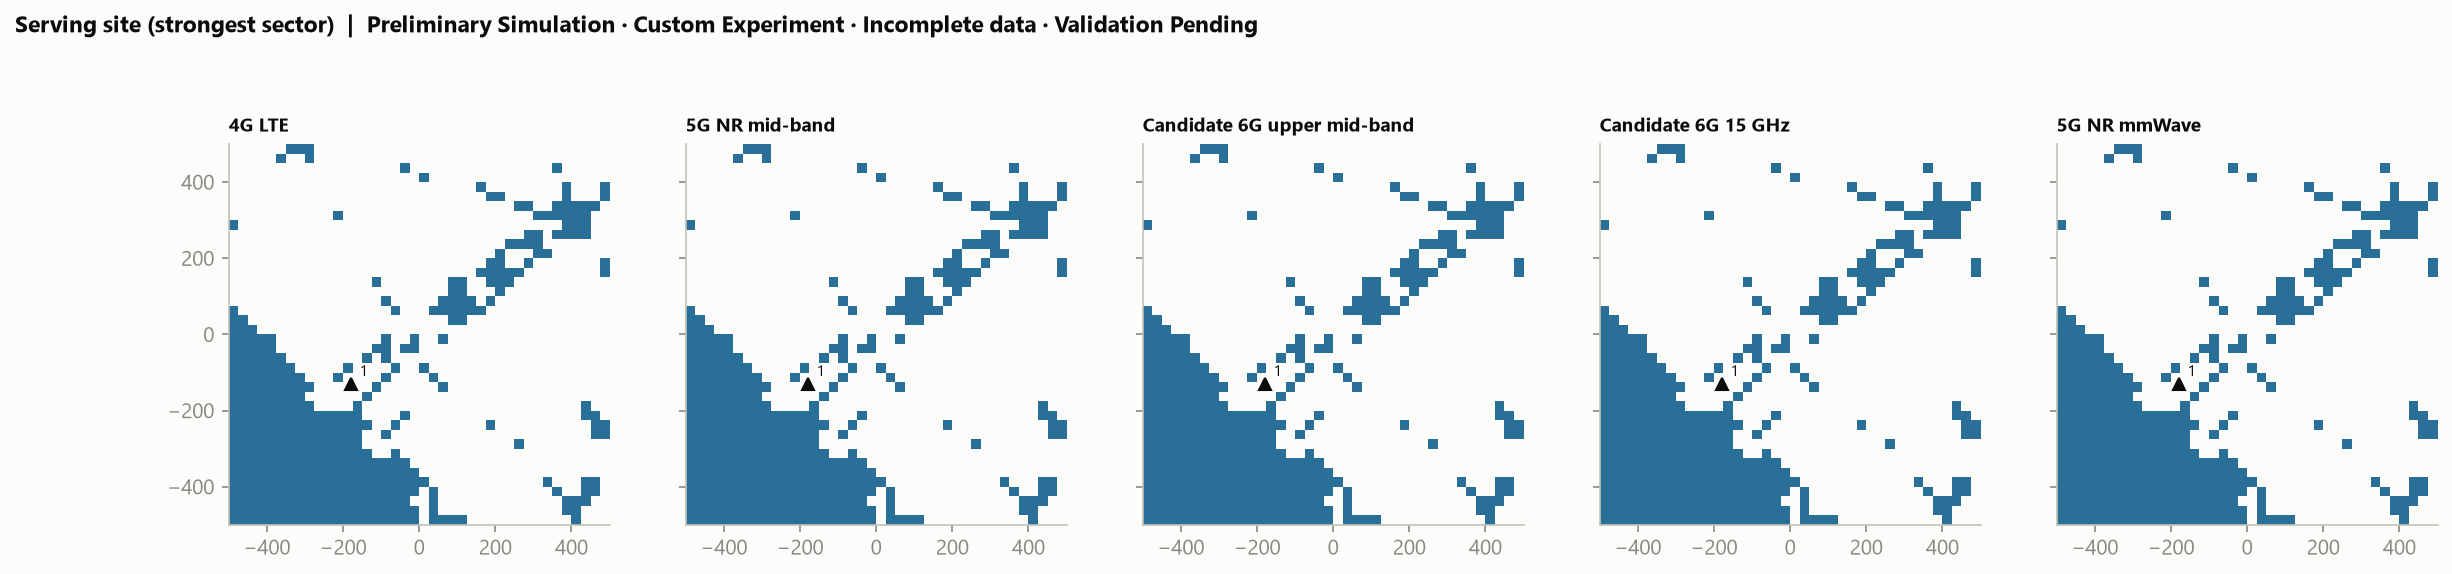 Serving site (strongest sector) | Preliminary Simulation · Custom Experiment · Incomplete data · Validation Pending
4G LTE
5G NR mid-band
Candidate 6G upper mid-band
Candidate 6G 15 GHz
5G NR mmWave
400
200
0
−200
−400
1
1
1
1
1
−400 −200 0 200 400
−400 −200 0 200 400
−400 −200 0 200 400
−400 −200 0 200 400
−400 −200 0 200 400